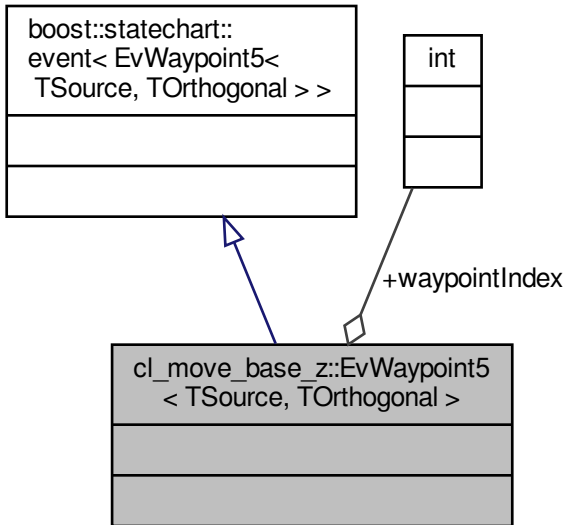 boost::statechart::
event< EvWaypoint5<
TSource, TOrthogonal > >
int
+waypointIndex
cl_move_base_z::EvWaypoint5
< TSource, TOrthogonal >